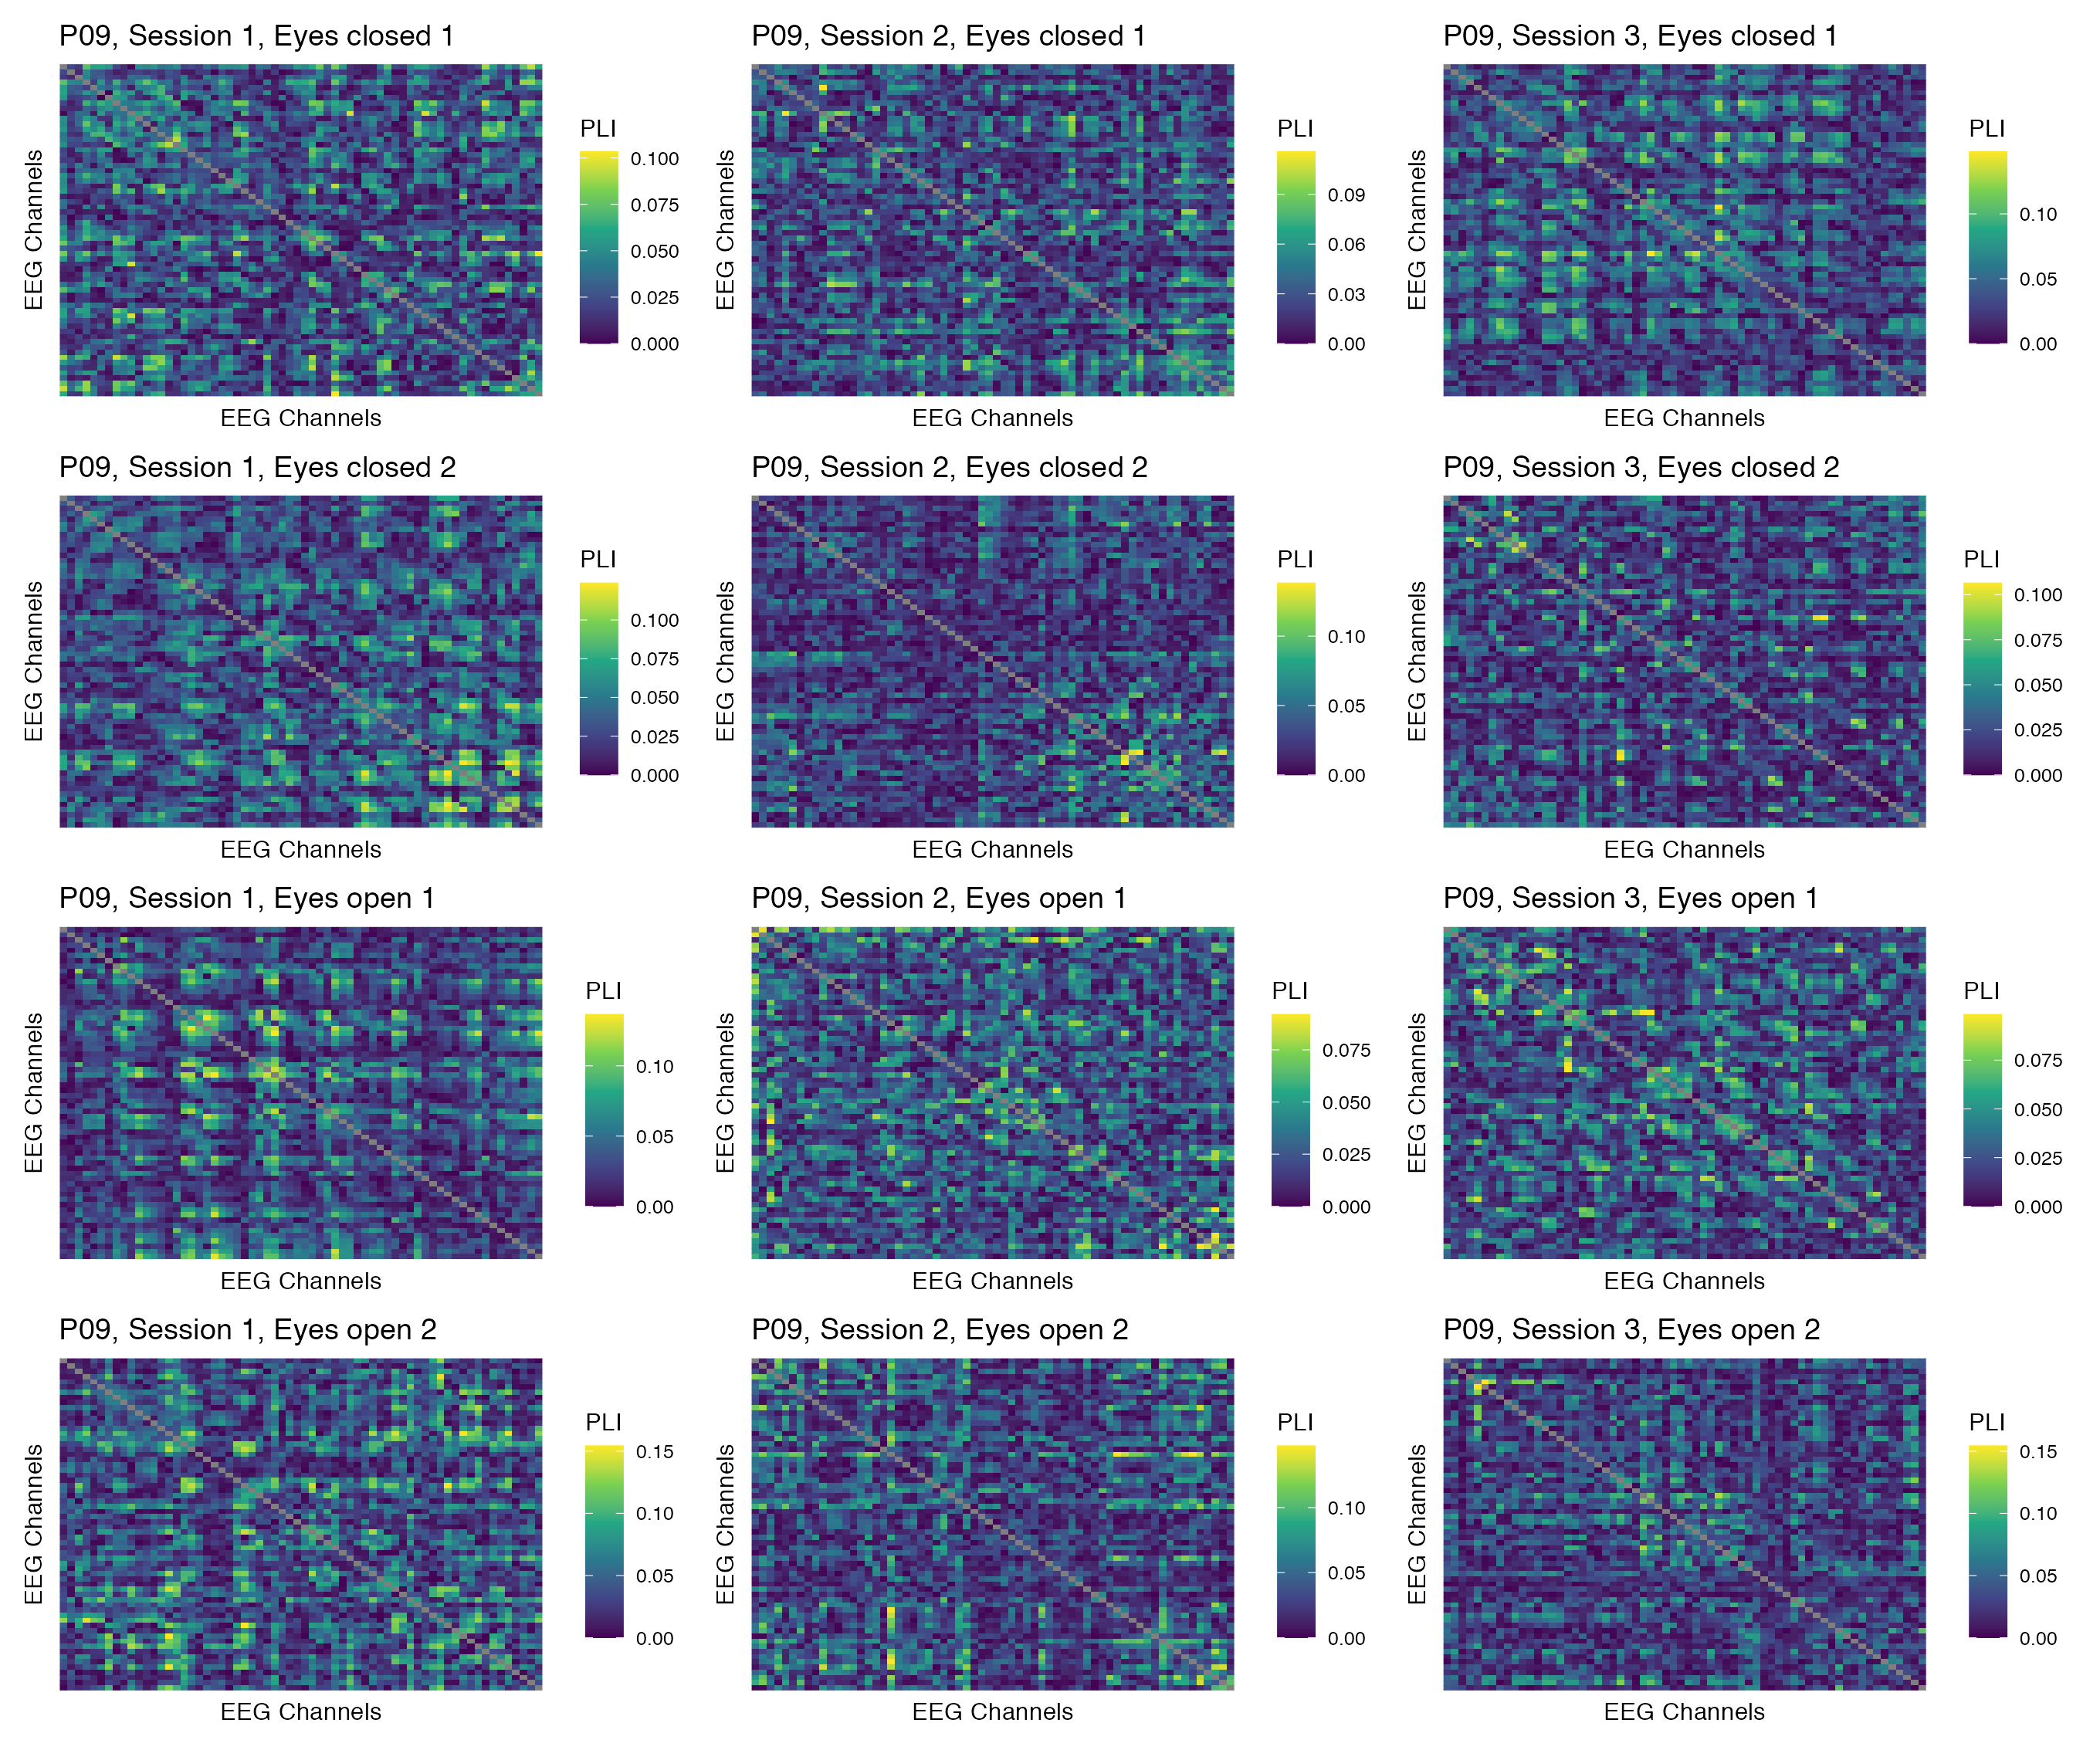 P09, Session 1, Eyes closed 1
P09, Session 2, Eyes closed 1
P09, Session 3, Eyes closed 1
EEG Channels
EEG Channels
PLI
0.100
0.075
0.050
0.025
0.000
EEG Channels
EEG Channels
PLI
0.09
0.06
0.03
0.00
EEG Channels
EEG Channels
PLI
0.10
0.05
0.00
P09, Session 1, Eyes closed 2
P09, Session 2, Eyes closed 2
P09, Session 3, Eyes closed 2
EEG Channels
EEG Channels
PLI
0.100
0.075
0.050
0.025
0.000
EEG Channels
EEG Channels
PLI
0.10
0.05
0.00
EEG Channels
EEG Channels
PLI
0.100
0.075
0.050
0.025
0.000
P09, Session 1, Eyes open 1
P09, Session 2, Eyes open 1
P09, Session 3, Eyes open 1
EEG Channels
EEG Channels
PLI
0.10
0.05
0.00
EEG Channels
EEG Channels
PLI
0.075
0.050
0.025
0.000
EEG Channels
EEG Channels
PLI
0.075
0.050
0.025
0.000
P09, Session 1, Eyes open 2
P09, Session 2, Eyes open 2
P09, Session 3, Eyes open 2
EEG Channels
EEG Channels
PLI
0.15
0.10
0.05
0.00
EEG Channels
EEG Channels
PLI
0.10
0.05
0.00
EEG Channels
EEG Channels
PLI
0.15
0.10
0.05
0.00